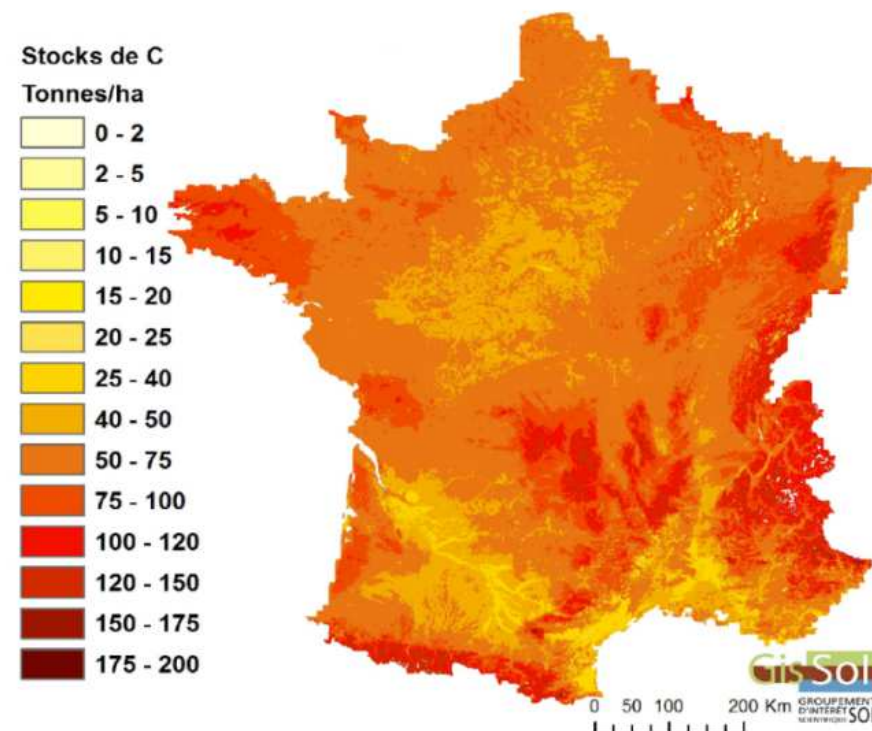 Stocks de C
Tonnes/ha
0 - 2
2 - 5
5 - 10
10 - 15
15 - 20
20 - 25
25 - 40
40 - 50
50 - 75
75 - 100
100 - 120
120 - 150
150 - 175
175 - 200
Gis Sol
GROUPEMENT
D'INTÉRÊT
SCIENTIFIQUE SOL
0 50 100 200 Km